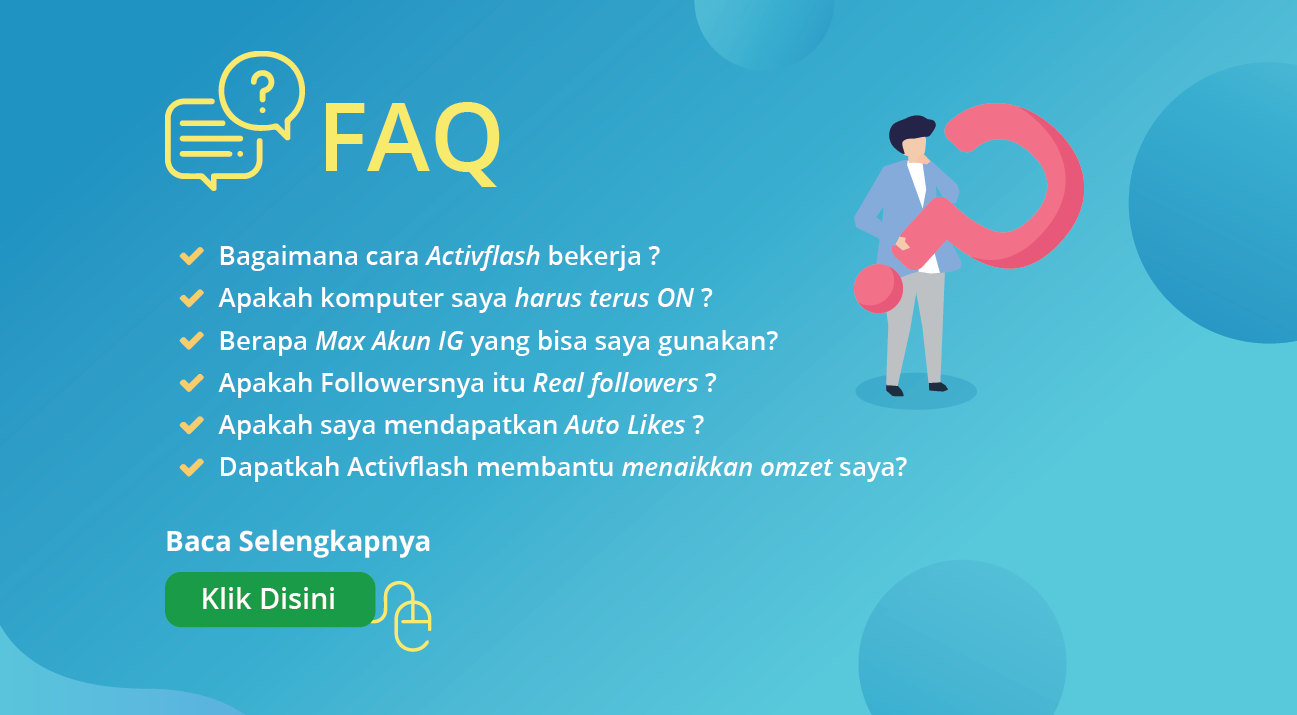 FAQ
Bagaimana cara Activflash bekerja ?
Apakah komputer saya harus terus ON ?
Berapa Max Akun IG yang bisa saya gunakan?
Apakah Followersnya itu Real followers ?
Apakah saya mendapatkan Auto Likes ?
Dapatkah Activflash membantu menaikkan omzet saya?
Baca Selengkapnya
Klik Disini